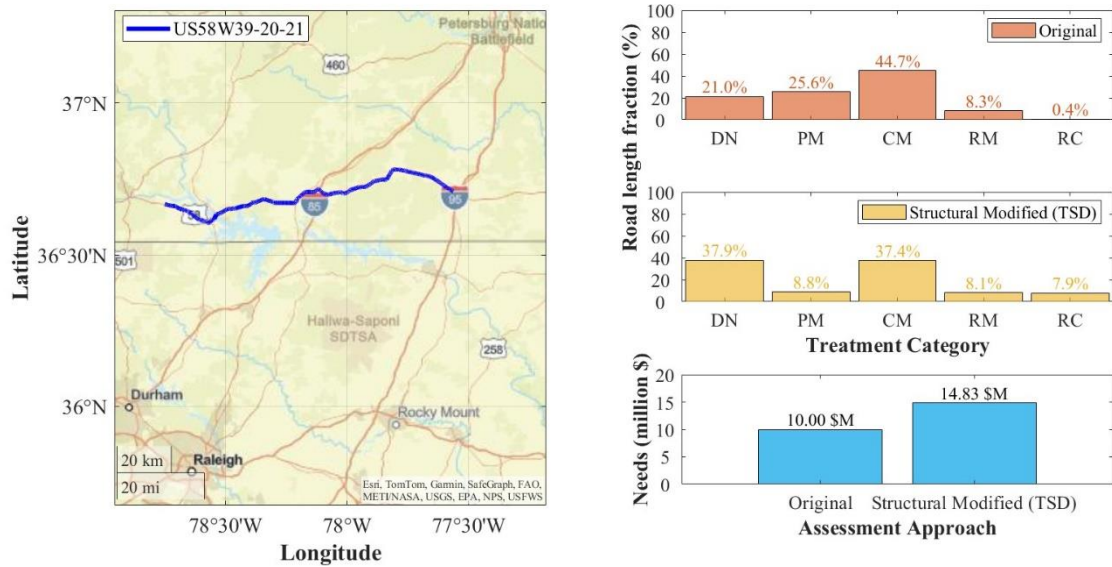 US58W39-20-21
Petersburg Natio
Battlefield
460
37°N
58
85
95
36°30'N
501
Haliwa-Saponi
SDTSA
258
Durham
36°N
Rocky Mount
20 km
Raleigh
20 mi
Esri, TomTom, Garmin, SafeGraph, FAO,
METI/NASA, USGS, EPA, NPS, USFWS
78°30'W 78°W 77°30'W
Longitude
Latitude
Road length fraction (%)
100
80
60
40
20
0
Original
21.0% 25.6% 44.7% 8.3% 0.4%
DN PM CM RM RC
100
80
60
40
20
0
Structural Modified (TSD)
37.9% 8.8% 37.4% 8.1% 7.9%
DN PM CM RM RC
Treatment Category
Needs (million $)
20
15
10
5
0
10.00 $M 14.83 $M
Original Structural Modified (TSD)
Assessment Approach